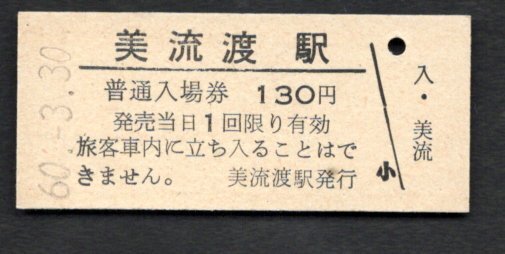 美流渡駅
普通入場券 130円
発売当日1回限り有効
旅客車内に立ち入ることはで
きません。 美流渡駅発行
60.-3.30
小
入・美流